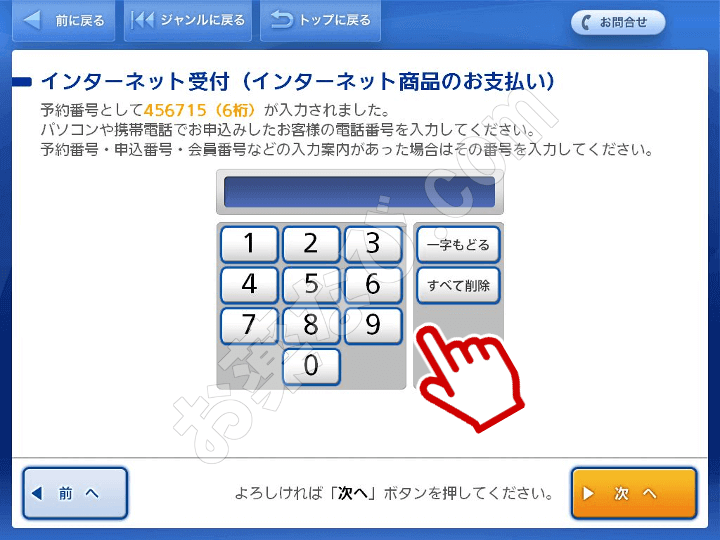 前に戻る
ジャンルに戻る
トップに戻る
お問合せ
インターネット受付（インターネット商品のお支払い）
予約番号として456715（6桁）が入力されました。
パソコンや携帯電話でお申込みしたお客様の電話番号を入力してください。
予約番号・申込番号・会員番号などの入力案内があった場合はその番号を入力してください。
1 2 3 一字もどる
4 5 6 すべて削除
7 8 9
0
お薬なび.com
前へ
よろしければ「次へ」ボタンを押してください。
次へ